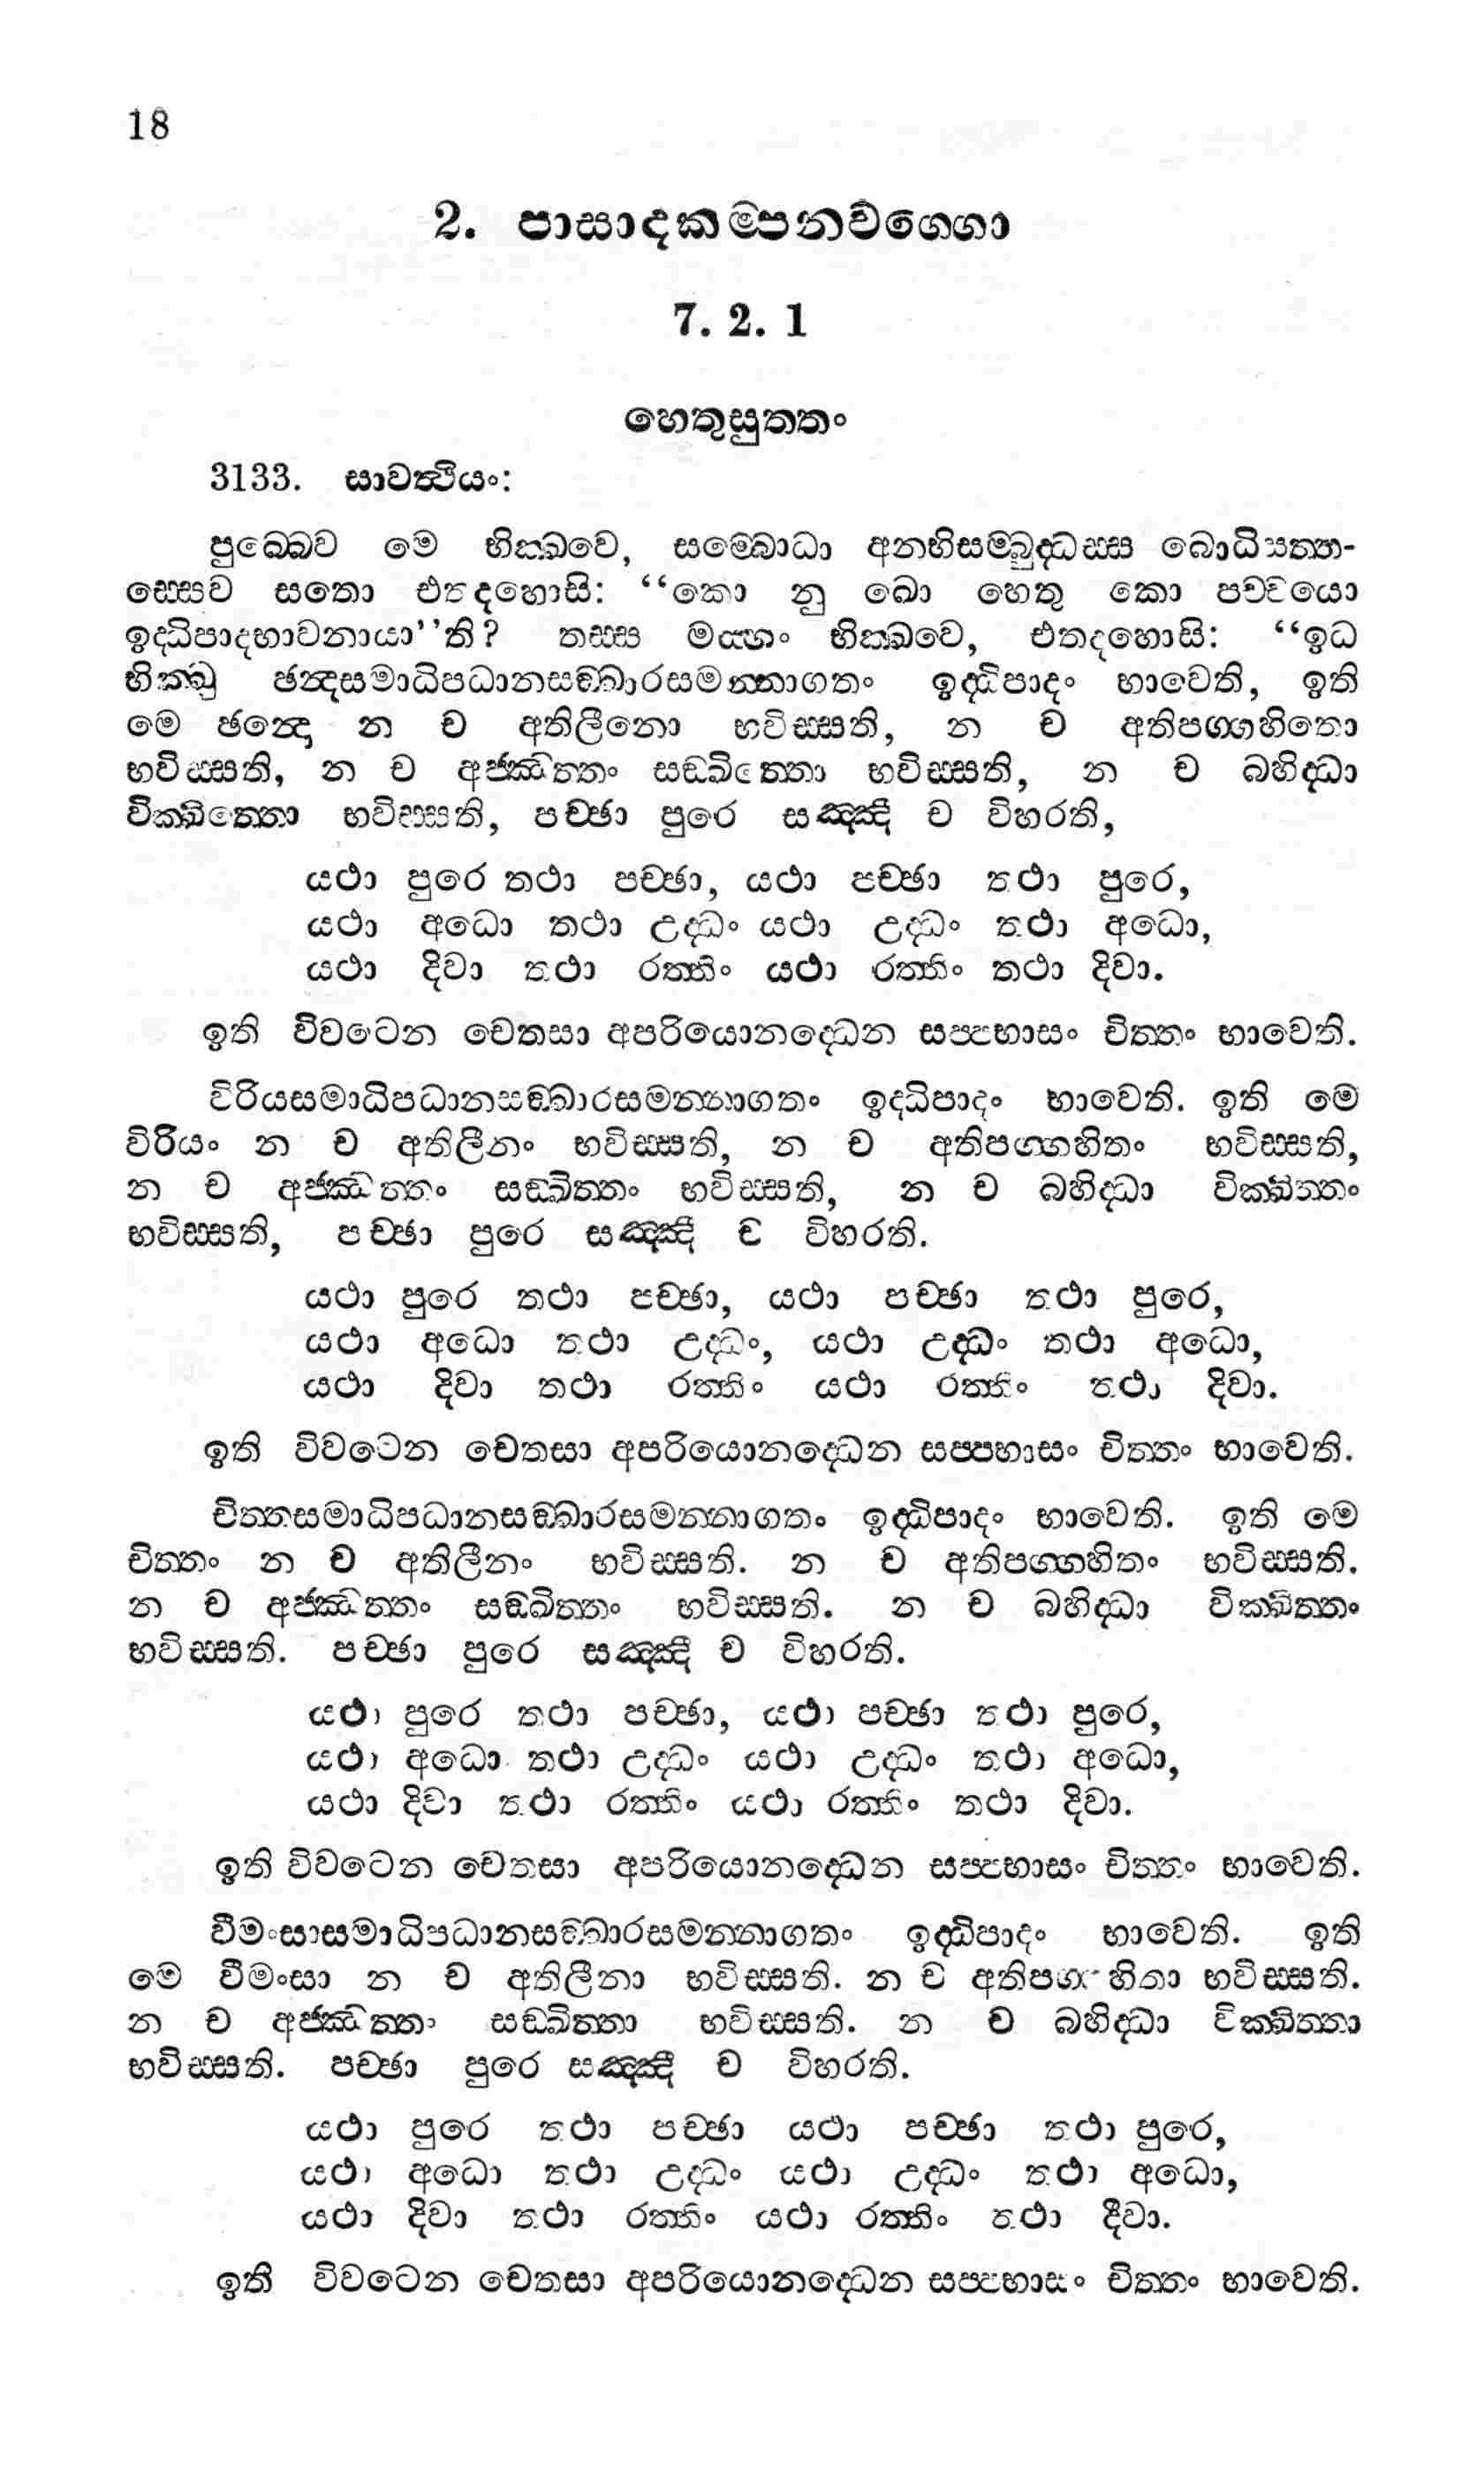 18
2. පාසාදකම්පනවග්ගො
7. 2. 1
හෙතුසුත්තං
3133. සාවත්ථියං:
පුබ්බෙව මෙ භික්ඛවෙ, සම්බොධා අනභිසම්බුද්ධස්ස බොධිසත්ත-
ස්සෙව සතො එතදහොසි: “කො නු ඛො හෙතු කො පච්චයො
ඉද්ධිපාදභාවනායා”ති? තස්ස මය්හං භික්ඛවෙ, එතදහොසි: “ඉධ
භික්ඛු ඡන්දසමාධිපධානසඞ්ඛාරසමන්නාගතං ඉද්ධිපාදං භාවෙති, ඉති
මෙ ඡන්දො න ච අතිලීනො භවිස්සති, න ච අතිපග්ගහිතො
භවිස්සති, න ච අජ්ඣත්තං සඞ්ඛිත්තො භවිස්සති, න ච බහිද්ධා
වික්ඛිත්තො භවිස්සති, පච්ඡා පුරෙ සඤ්ඤී ච විහරති,
යථා පුරෙ තථා පච්ඡා, යථා පච්ඡා තථා පුරෙ,
යථා අධො තථා උද්ධං යථා උද්ධං තථා අධො,
යථා දිවා තථා රත්තිං යථා රත්තිං තථා දිවා.
ඉති විවටෙන චෙතසා අපරියොනද්ධෙන සප්පභාසං චිත්තං භාවෙති.
විරියසමාධිපධානසඞ්ඛාරසමන්නාගතං ඉද්ධිපාදං භාවෙති. ඉති මෙ
විරියං න ච අතිලීනං භවිස්සති, න ච අතිපග්ගහිතං භවිස්සති,
න ච අජ්ඣත්තං සඞ්ඛිත්තං භවිස්සති, න ච බහිද්ධා වික්ඛිත්තං
භවිස්සති, පච්ඡා පුරෙ සඤ්ඤී ච විහරති.
යථා පුරෙ තථා පච්ඡා, යථා පච්ඡා තථා පුරෙ,
යථා අධො තථා උද්ධං, යථා උද්ධං තථා අධො,
යථා දිවා තථා රත්තිං යථා රත්තිං තථා දිවා.
ඉති විවටෙන චෙතසා අපරියොනද්ධෙන සප්පභාසං චිත්තං භාවෙති.
චිත්තසමාධිපධානසඞ්ඛාරසමන්නාගතං ඉද්ධිපාදං භාවෙති. ඉති මෙ
චිත්තං න ච අතිලීනං භවිස්සති. න ච අතිපග්ගහිතං භවිස්සති.
න ච අජ්ඣත්තං සඞ්ඛිත්තං භවිස්සති. න ච බහිද්ධා වික්ඛිත්තං
භවිස්සති. පච්ඡා පුරෙ සඤ්ඤී ච විහරති.
යථා පුරෙ තථා පච්ඡා, යථා පච්ඡා තථා පුරෙ,
යථා අධො තථා උද්ධං යථා උද්ධං තථා අධො,
යථා දිවා තථා රත්තිං යථා රත්තිං තථා දිවා.
ඉති විවටෙන චෙතසා අපරියොනද්ධෙන සප්පභාසං චිත්තං භාවෙති.
වීමංසාසමාධිපධානසඞ්ඛාරසමන්නාගතං ඉද්ධිපාදං භාවෙති. ඉති
මෙ වීමංසා න ච අතිලීනා භවිස්සති. න ච අතිපග්ගහිතා භවිස්සති.
න ච අජ්ඣත්තං සඞ්ඛිත්තා භවිස්සති. න ච බහිද්ධා වික්ඛිත්තා
භවිස්සති. පච්ඡා පුරෙ සඤ්ඤී ච විහරති.
යථා පුරෙ තථා පච්ඡා යථා පච්ඡා තථා පුරෙ,
යථා අධො තථා උද්ධං යථා උද්ධං තථා අධො,
යථා දිවා තථා රත්තිං යථා රත්තිං තථා දීවා.
ඉති විවටෙන චෙතසා අපරියොනද්ධෙන සප්පභාසං චිත්තං භාවෙති.